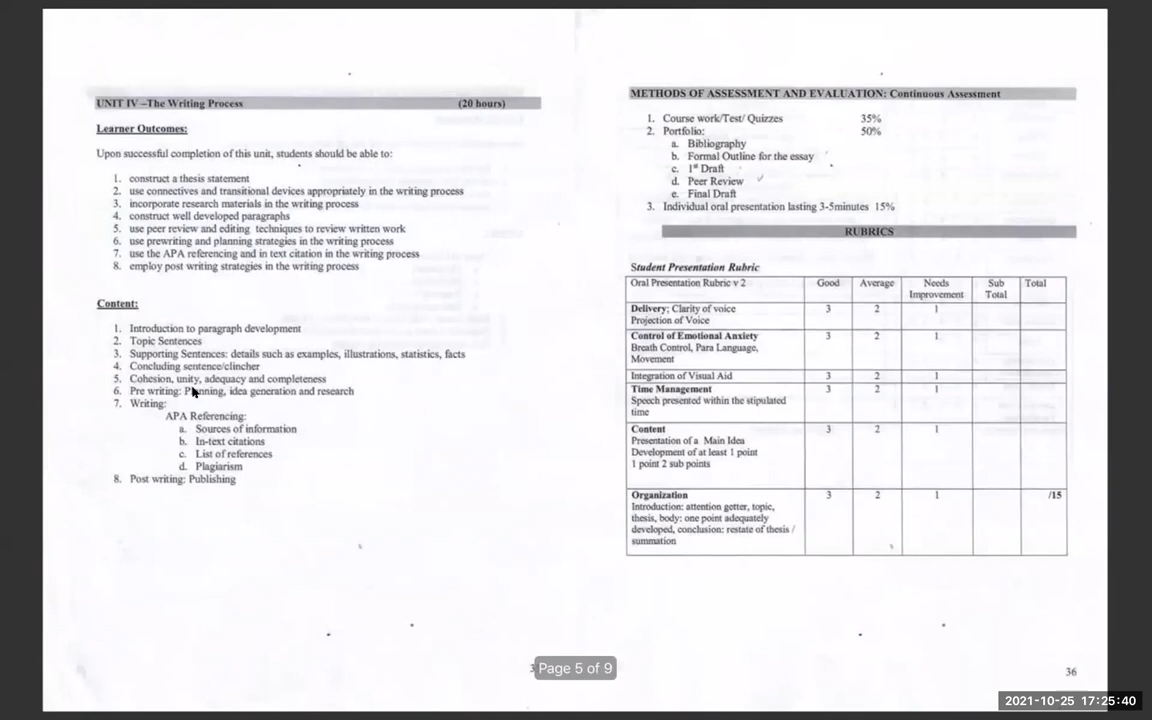 UNIT IV –The Writing Process (20 hours)
Learner Outcomes:
Upon successful completion of this unit, students should be able to:
1. construct a thesis statement
2. use connectives and transitional devices appropriately in the writing process
3. incorporate research materials in the writing process
4. construct well developed paragraphs
5. use peer review and editing techniques to review written work
6. use prewriting and planning strategies in the writing process
7. use the APA referencing and in text citation in the writing process
8. employ post writing strategies in the writing process
Content:
1. Introduction to paragraph development
2. Topic Sentences
3. Supporting Sentences: details such as examples, illustrations, statistics, facts
4. Concluding sentence/clincher
5. Cohesion, unity, adequacy and completeness
6. Pre writing: Planning, idea generation and research
7. Writing:
APA Referencing:
a. Sources of information
b. In-text citations
c. List of references
d. Plagiarism
8. Post writing: Publishing
METHODS OF ASSESSMENT AND EVALUATION: Continuous Assessment
1. Course work/Test/ Quizzes 35%
2. Portfolio: 50%
a. Bibliography
b. Formal Outline for the essay
c. 1st Draft
d. Peer Review
e. Final Draft
3. Individual oral presentation lasting 3-5minutes 15%
RUBRICS
Student Presentation Rubric
Oral Presentation Rubric v 2 Good Average Needs Sub Total
Improvement Total
Delivery; Clarity of voice 3 2 1
Projection of Voice
Control of Emotional Anxiety 3 2 1
Breath Control, Para Language,
Movement
Integration of Visual Aid 3 2 1
Time Management 3 2 1
Speech presented within the stipulated
time
Content 3 2 1
Presentation of a Main Idea
Development of at least 1 point
1 point 2 sub points
Organization 3 2 1 /15
Introduction: attention getter, topic,
thesis, body: one point adequately
developed, conclusion: restate of thesis /
summation
Page 5 of 9
36
2021-10-25 17:25:40